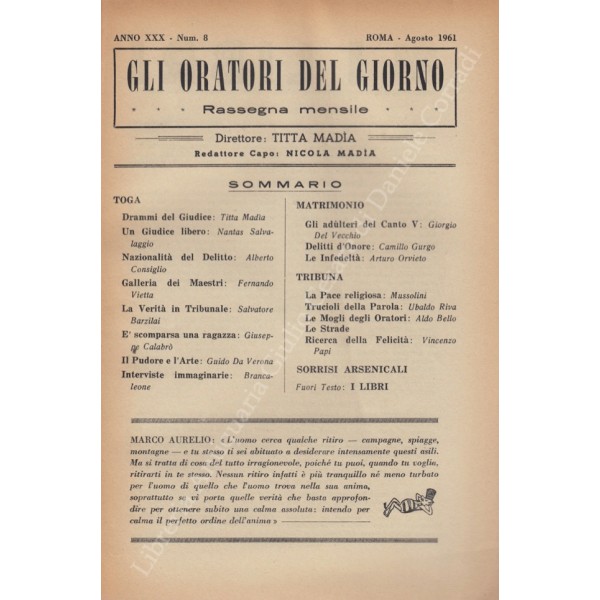 ANNO XXX - Num. 8
ROMA - Agosto 1961
GLI ORATORI DEL GIORNO
Rassegna mensile
Direttore: TITTA MADÌA
Redattore Capo: NICOLA MADÌA
SOMMARIO
TOGA
Drammi del Giudice: Titta Madia
Un Giudice libero: Nantas Salva-
laggio
Nazionalità del Delitto: Alberto
Consiglio
Galleria dei Maestri: Fernando
Vietta
La Verità in Tribunale: Salvatore
Barzilai
E' scomparsa una ragazza: Giusep-
pe Calabrò
Il Pudore e l'Arte: Guido Da Verona
Interviste immaginarie: Branca-
leone
MATRIMONIO
Gli adùlteri del Canto V: Giorgio
Del Vecchio
Delitti d'Onore: Camillo Gurgo
Le Infedeltà: Arturo Orvieto
TRIBUNA
La Pace religiosa: Mussolini
Trucioli della Parola: Ubaldo Riva
Le Mogli degli Oratori: Aldo Bello
Le Strade
Ricerca della Felicità: Vincenzo
Papi
SORRISI ARSENICALI
Fuori Testo: I LIBRI
MARCO AURELIO: «L'uomo cerca qualche ritiro — campagne, spiagge,
montagne — e tu stesso ti sei abituato a desiderare intensamente questi asili.
Ma si tratta di cosa del tutto irragionevole, poichè tu puoi, quando tu voglia,
ritirarti in te stesso. Nessun ritiro infatti è più tranquillo né meno turbato
per l'uomo di quello che l'uomo trova nella sua anima,
soprattutto se vi porta quelle verità che basta approfon-
dire per ottenere subito una calma assoluta: intendo per
calma il perfetto ordine dell'anima»